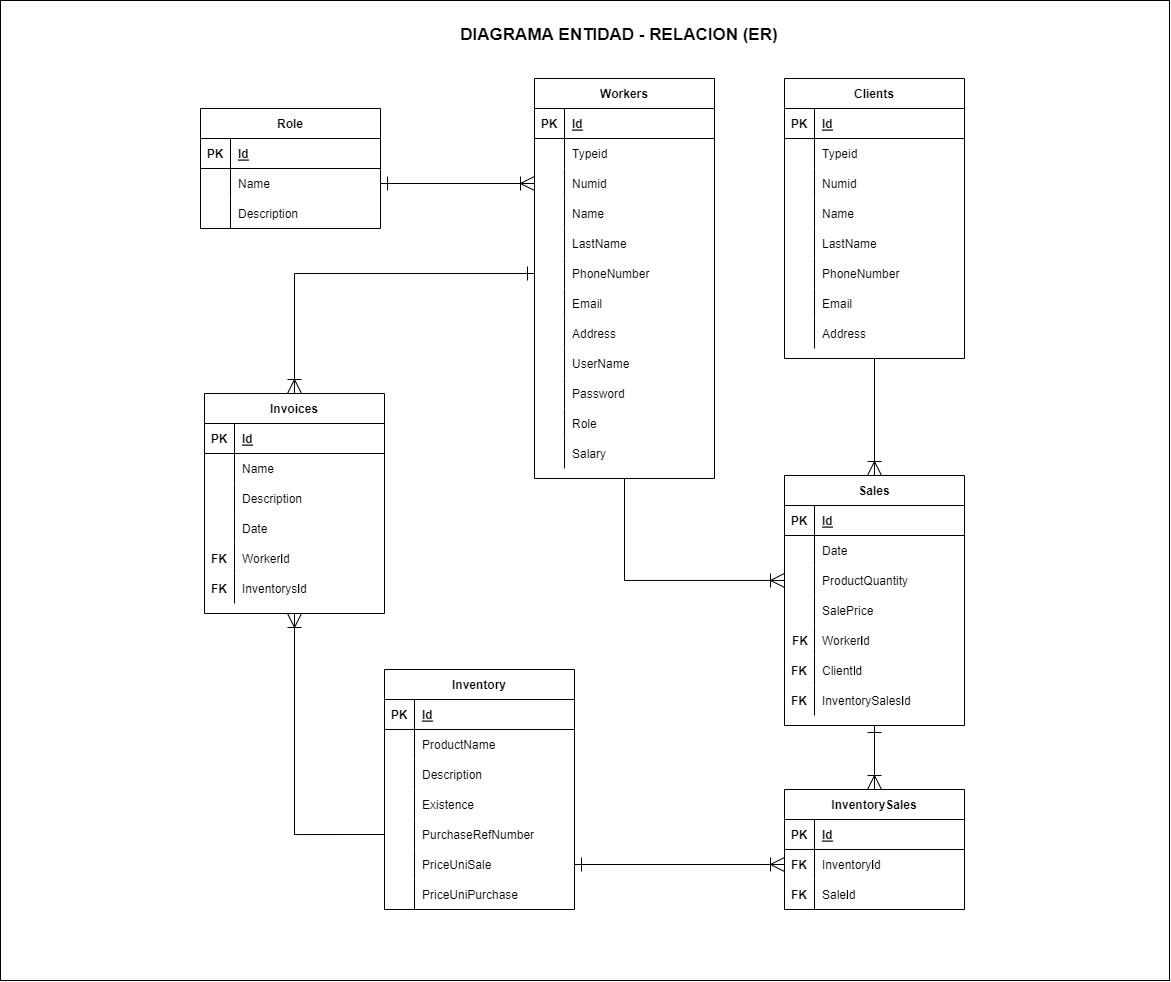 DIAGRAMA ENTIDAD - RELACION (ER)
Role
PK Id
Name
Description
Workers
PK Id
Typeid
Numid
Name
LastName
PhoneNumber
Email
Address
UserName
Password
Role
Salary
Clients
PK Id
Typeid
Numid
Name
LastName
PhoneNumber
Email
Address
Invoices
PK Id
Name
Description
Date
FK WorkerId
FK InventorysId
Sales
PK Id
Date
ProductQuantity
SalePrice
FK WorkerId
FK ClientId
FK InventorySalesId
Inventory
PK Id
ProductName
Description
Existence
PurchaseRefNumber
PriceUniSale
PriceUniPurchase
InventorySales
PK Id
FK InventoryId
FK SaleId